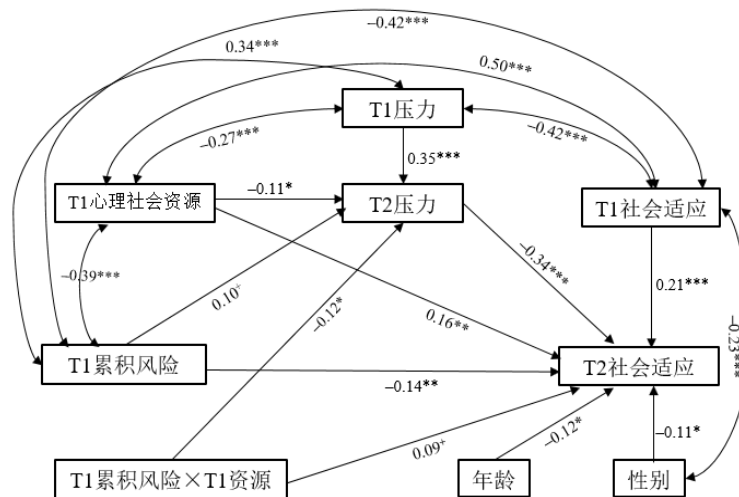 −0.42***
0.34***
0.50***
T1压力
−0.27***
−0.42***
0.35***
T1心理社会资源
−0.11*
T2压力
T1社会适应
−0.39***
0.10⁺
−0.12*
−0.34***
0.16**
0.21***
−0.23***
T1累积风险
−0.14**
T2社会适应
0.09⁺
−0.12*
−0.11*
T1累积风险×T1资源
年龄
性别